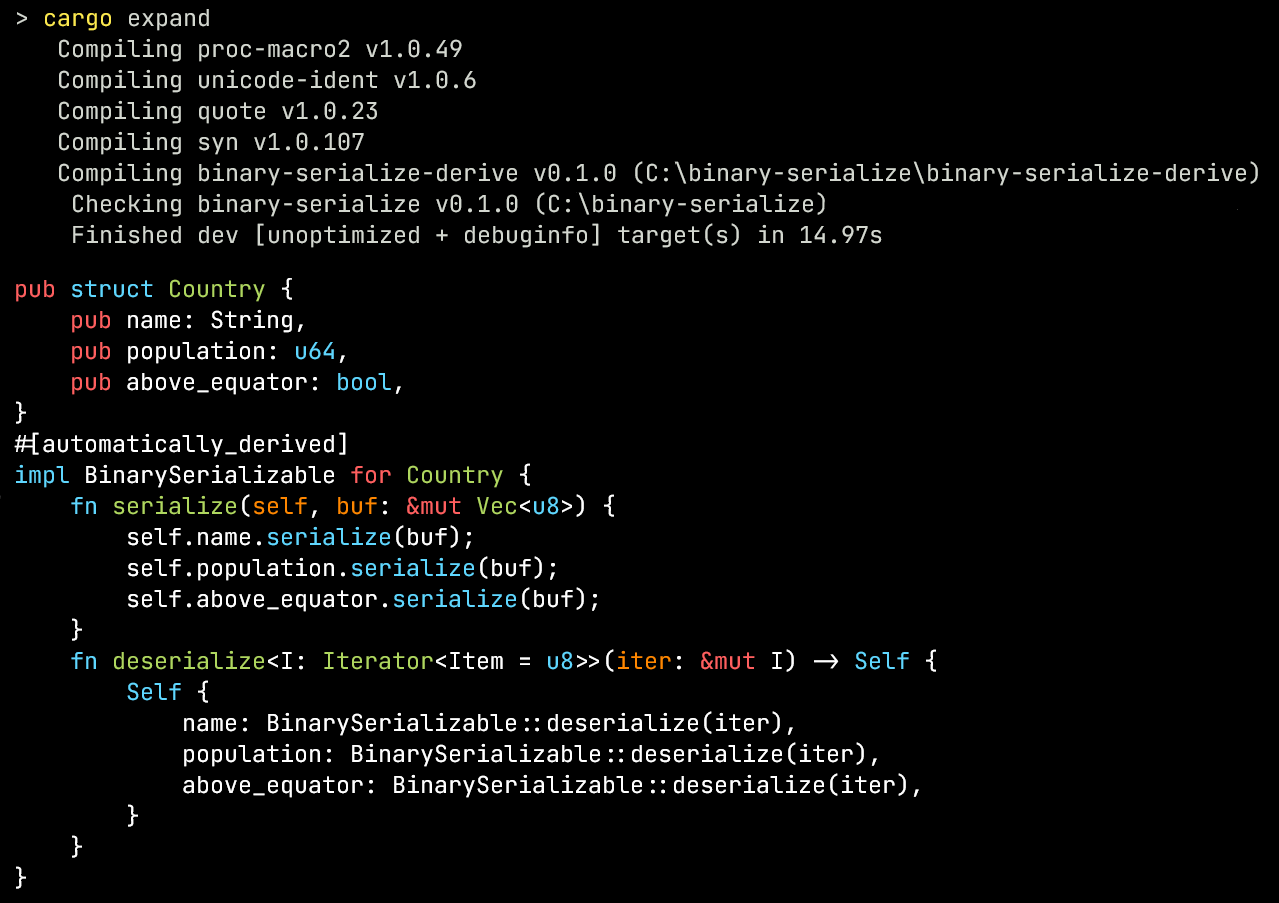 > cargo expand
   Compiling proc-macro2 v1.0.49
   Compiling unicode-ident v1.0.6
   Compiling quote v1.0.23
   Compiling syn v1.0.107
   Compiling binary-serialize-derive v0.1.0 (C:\binary-serialize\binary-serialize-derive)
    Checking binary-serialize v0.1.0 (C:\binary-serialize)
    Finished dev [unoptimized + debuginfo] target(s) in 14.97s
pub struct Country {
    pub name: String,
    pub population: u64,
    pub above_equator: bool,
}
#[automatically_derived]
impl BinarySerializable for Country {
    fn serialize(self, buf: &mut Vec<u8>) {
        self.name.serialize(buf);
        self.population.serialize(buf);
        self.above_equator.serialize(buf);
    }
    fn deserialize<I: Iterator<Item = u8>>(iter: &mut I) -> Self {
        Self {
            name: BinarySerializable::deserialize(iter),
            population: BinarySerializable::deserialize(iter),
            above_equator: BinarySerializable::deserialize(iter),
        }
    }
}